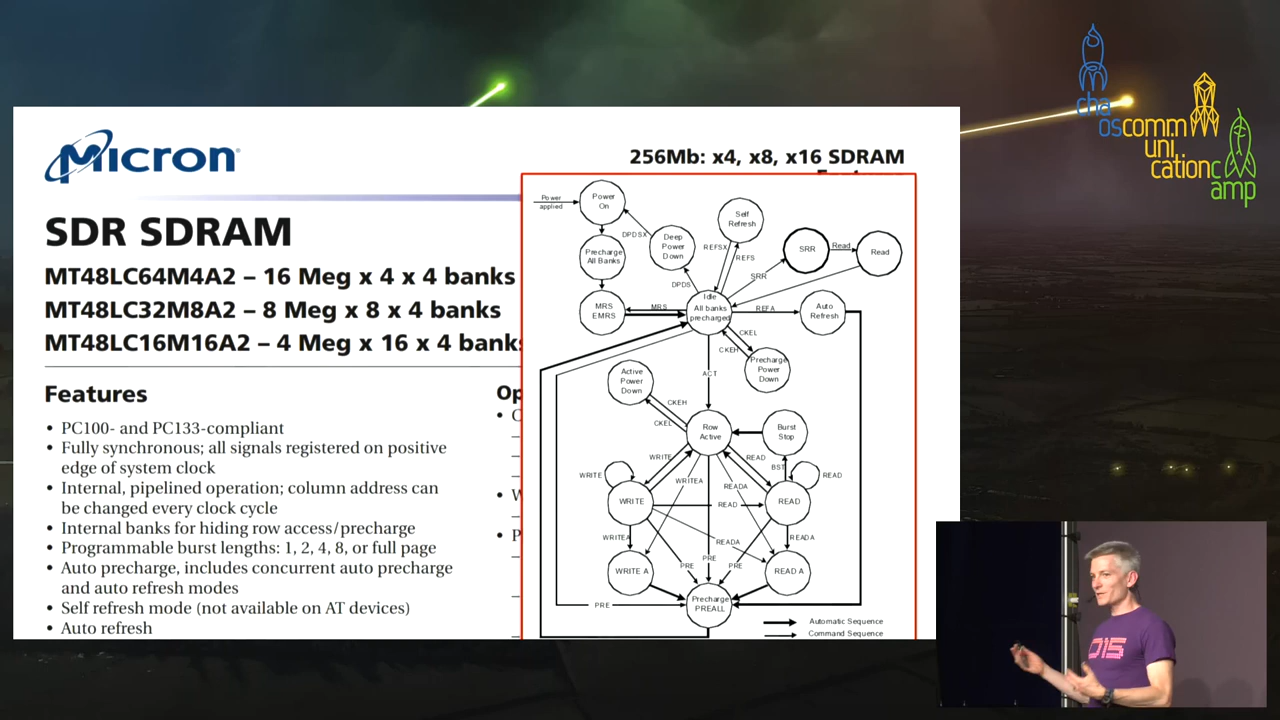 Micron
256Mb: x4, x8, x16 SDRAM
SDR SDRAM
MT48LC64M4A2 – 16 Meg x 4 x 4 banks
MT48LC32M8A2 – 8 Meg x 8 x 4 banks
MT48LC16M16A2 – 4 Meg x 16 x 4 banks
Features
• PC100- and PC133-compliant
• Fully synchronous; all signals registered on positive
edge of system clock
• Internal, pipelined operation; column address can
be changed every clock cycle
• Internal banks for hiding row access/precharge
• Programmable burst lengths: 1, 2, 4, 8, or full page
• Auto precharge, includes concurrent auto precharge
and auto refresh modes
• Self refresh mode (not available on AT devices)
• Auto refresh
Op
Power
applied
Power
On
DPDSX
Deep
Power
Down
Self
Refresh
REFSX
REFS
SRR
Read
Read
Precharge
All Banks
DPDS
SRR
MRS
EMRS
MRS
Idle
All banks
precharged
REFA
Auto
Refresh
CKEL
CKEH
Precharge
Power
Down
ACT
Active
Power
Down
CKEH
CKEL
Row
Active
Burst
Stop
WRITE
READ
BST
WRITE
WRITEA
READA
READ
WRITE
READ
READ
WRITEA
READA
READA
PRE
PRE
PRE
WRITE A
READ A
PRE
Precharge
PREALL
Automatic Sequence
Command Sequence
chaoscommunicationcamp
D15